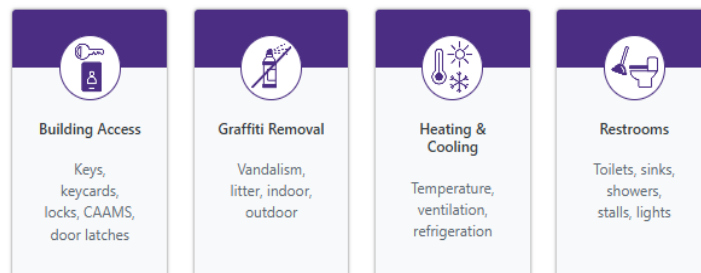 Building Access
Keys,
keycards,
locks, CAAMS,
door latches
Graffiti Removal
Vandalism,
litter, indoor,
outdoor
Heating &
Cooling
Temperature,
ventilation,
refrigeration
Restrooms
Toilets, sinks,
showers,
stalls, lights